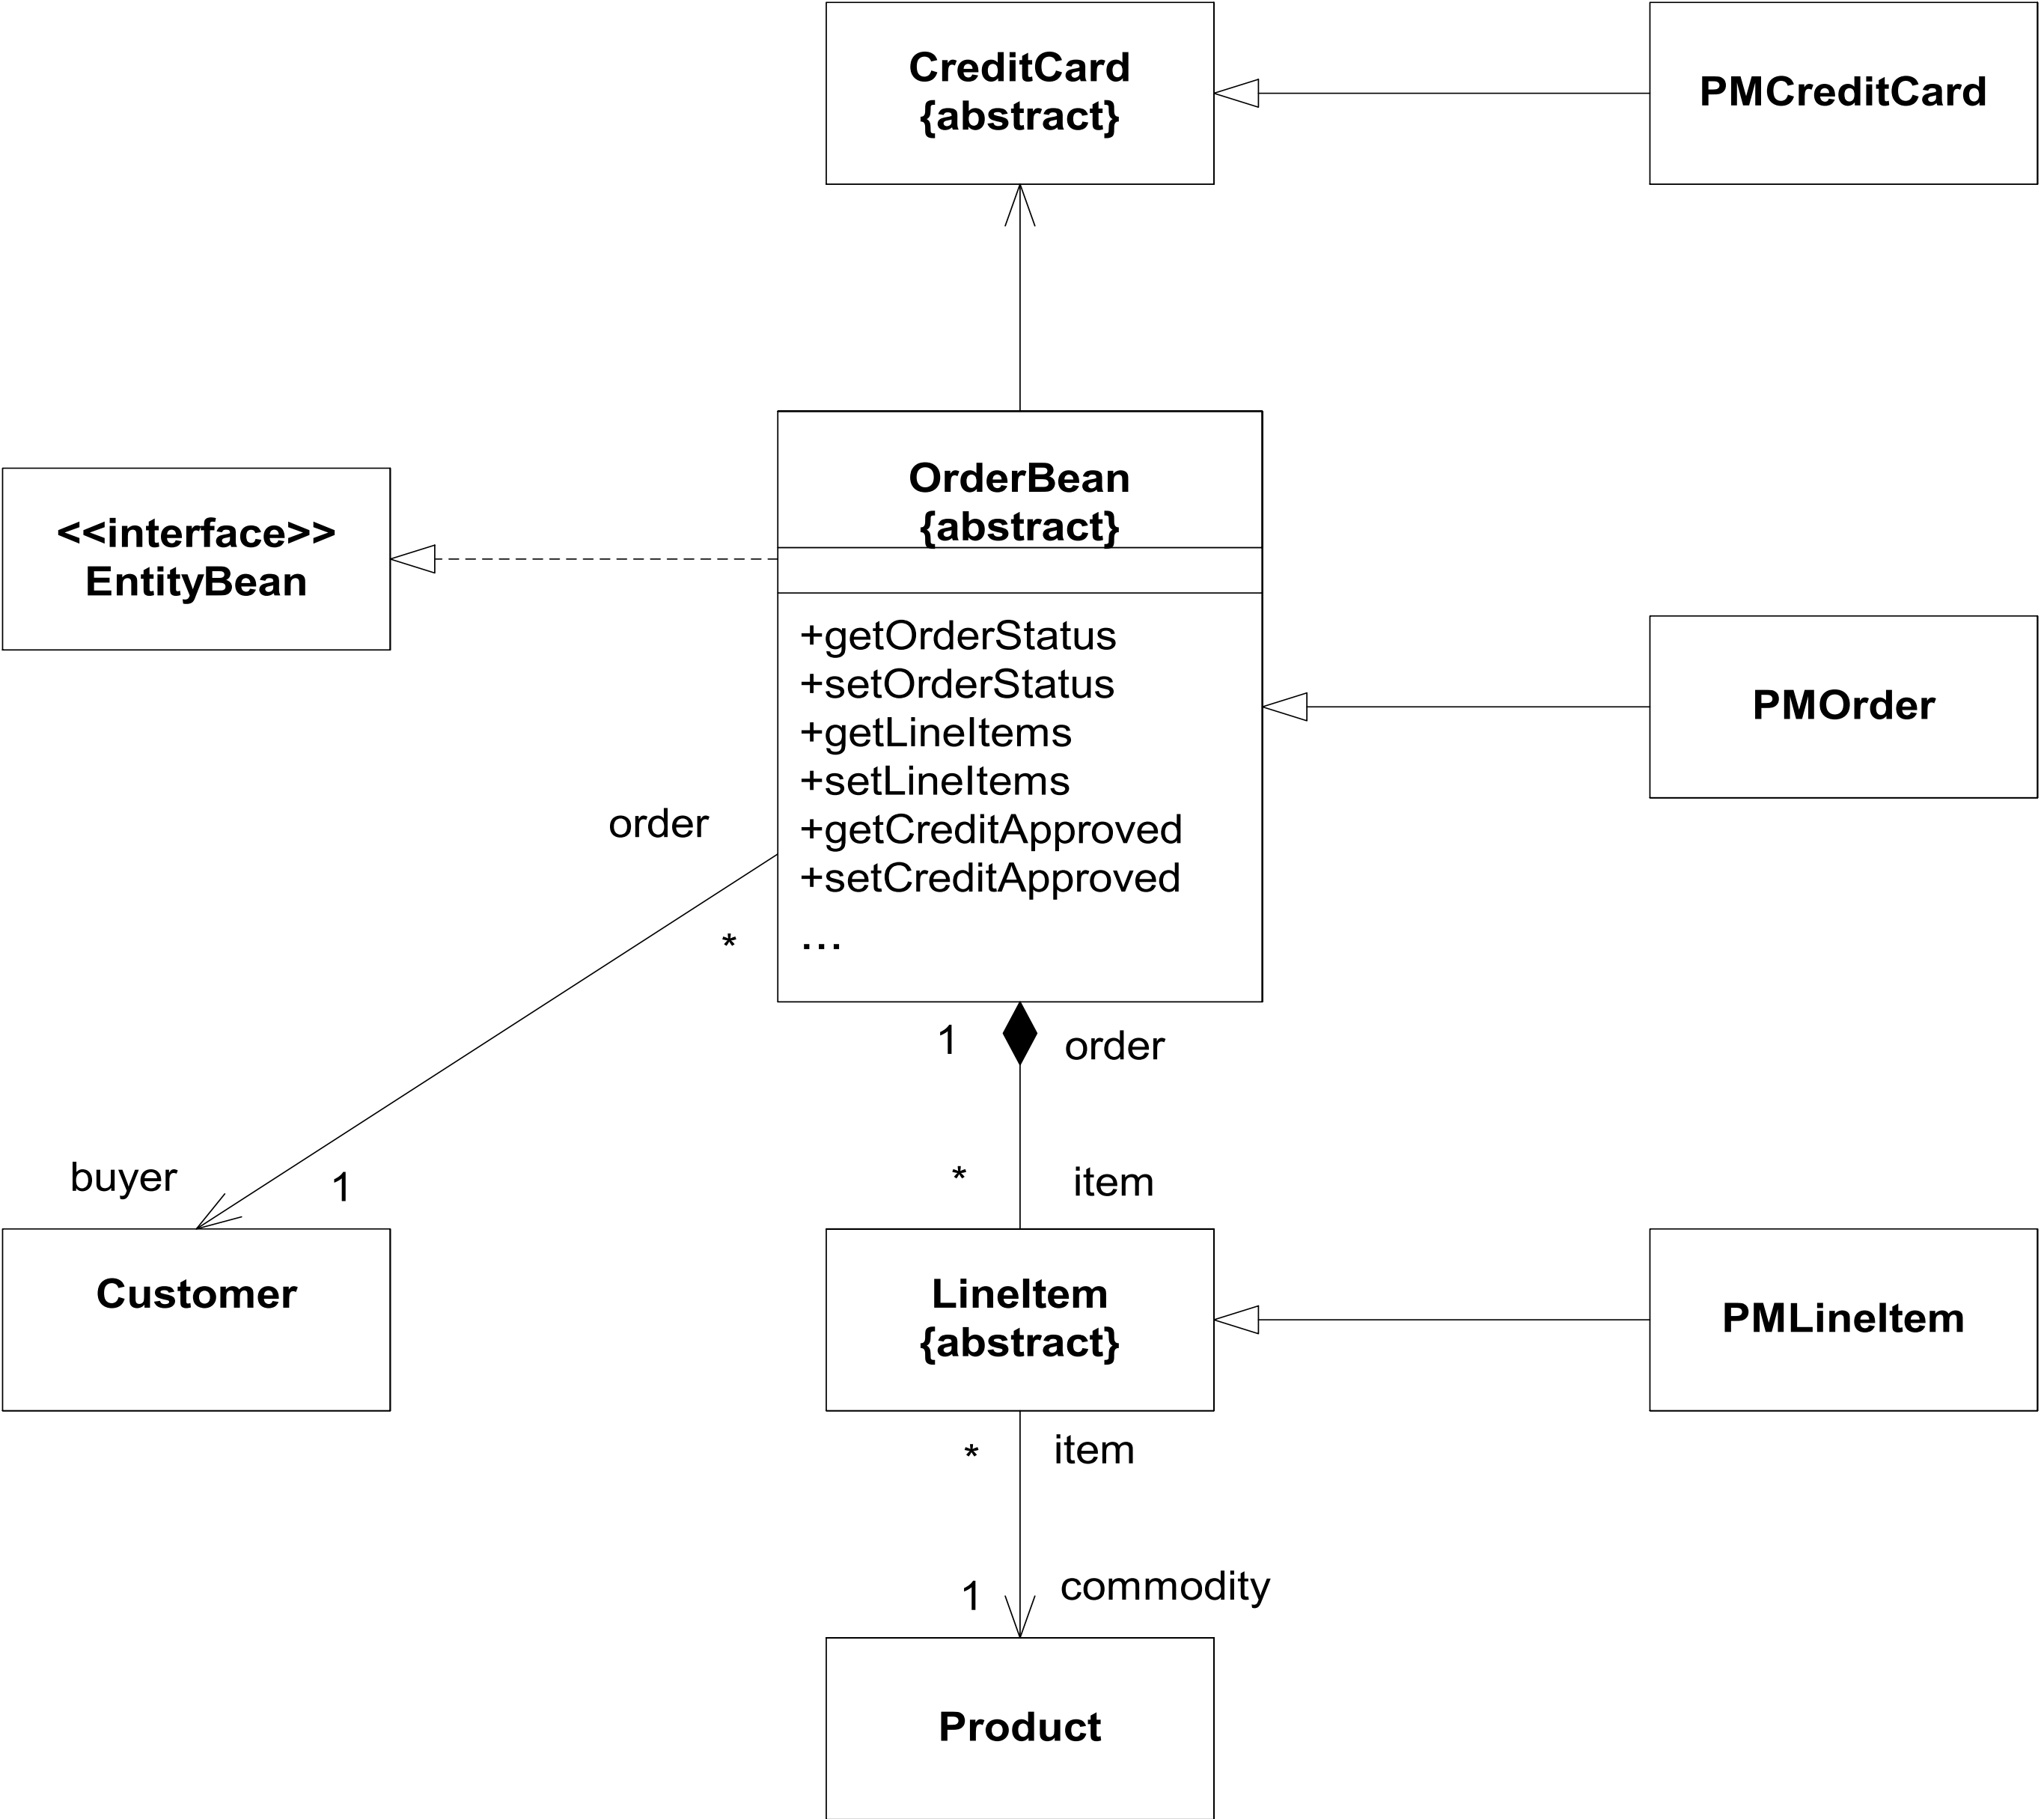 CreditCard
{abstract}
PMCreditCard
OrderBean
{abstract}
<<interface>>
EntityBean
+getOrderStatus
+setOrderStatus
+getLineItems
+setLineItems
+getCreditApproved
+setCreditApproved
...
PMOrder
order
*
1
order
buyer
1
*
item
Customer
LineItem
{abstract}
PMLineItem
*
item
1
commodity
Product